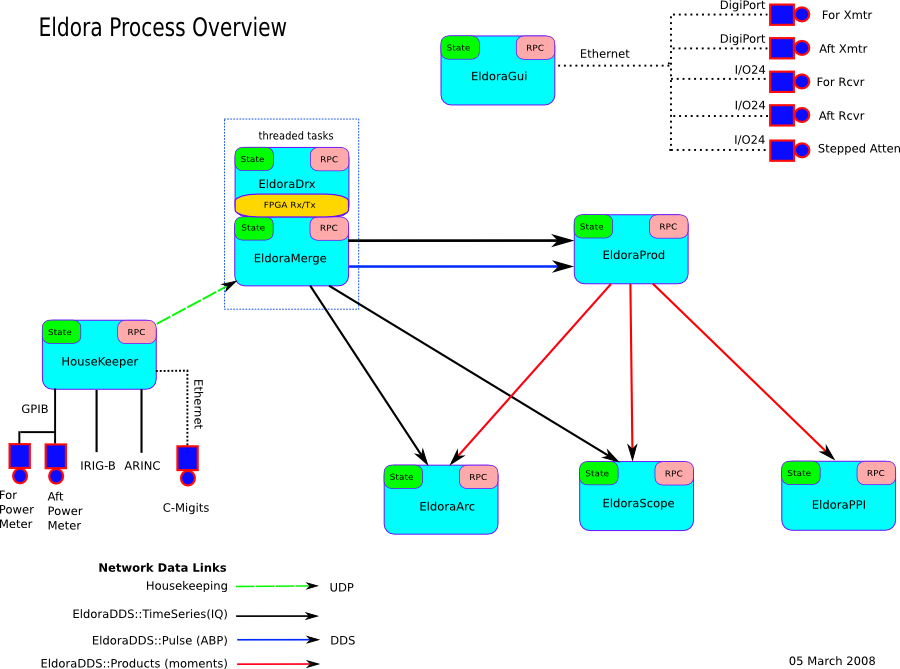 Eldora Process Overview
DigiPort
For Xmtr
DigiPort
Aft Xmtr
State
RPC
EldoraGui
Ethernet
I/O24
For Rcvr
I/O24
Aft Rcvr
I/O24
Stepped Atten
threaded tasks
State
RPC
EldoraDrx
FPGA Rx/Tx
State
RPC
EldoraMerge
State
RPC
EldoraProd
State
RPC
HouseKeeper
GPIB
Ethernet
IRIG-B
ARINC
For
Power
Meter
Aft
Power
Meter
C-Migits
State
RPC
EldoraArc
State
RPC
EldoraScope
State
RPC
EldoraPPI
Network Data Links
Housekeeping
UDP
EldoraDDS::TimeSeries(IQ)
EldoraDDS::Pulse (ABP)
DDS
EldoraDDS::Products (moments)
05 March 2008